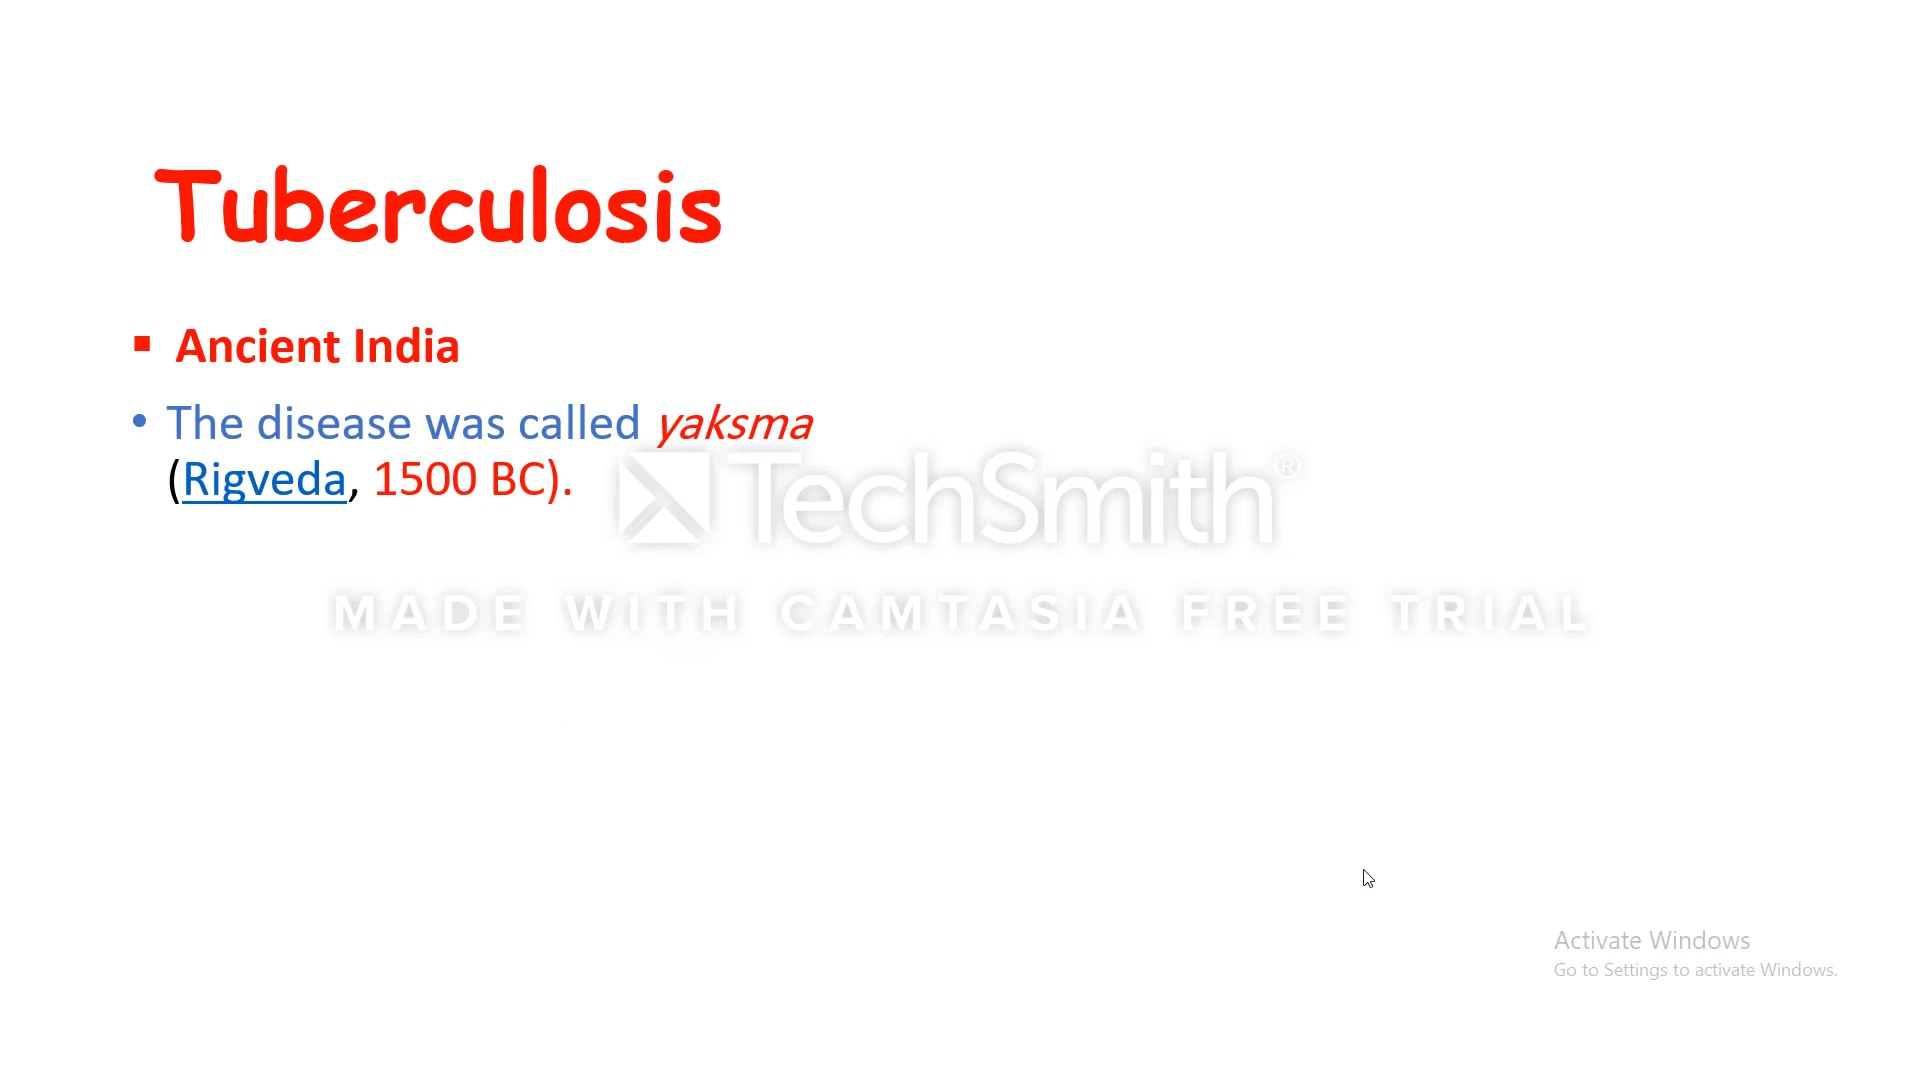 Tuberculosis
▪ Ancient India
• The disease was called yaksma
(Rigveda, 1500 BC).
TechSmith®
MADE WITH CAMTASIA FREE TRIAL
Activate Windows
Go to Settings to activate Windows.